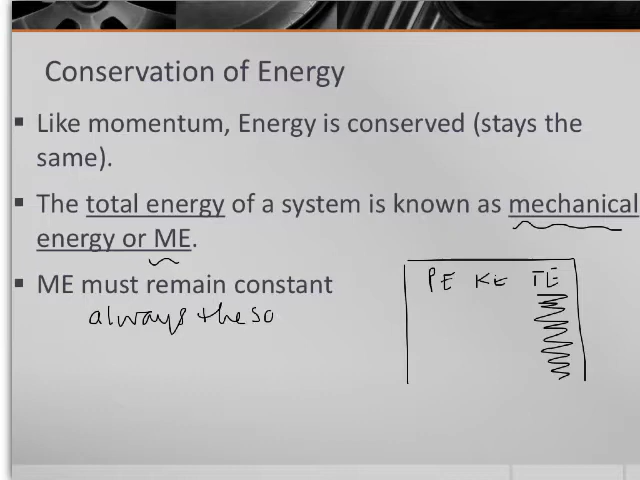 Conservation of Energy
Like momentum, Energy is conserved (stays the
same).
The total energy of a system is known as mechanical
energy or ME.
ME must remain constant
always the sa
PE KE TE